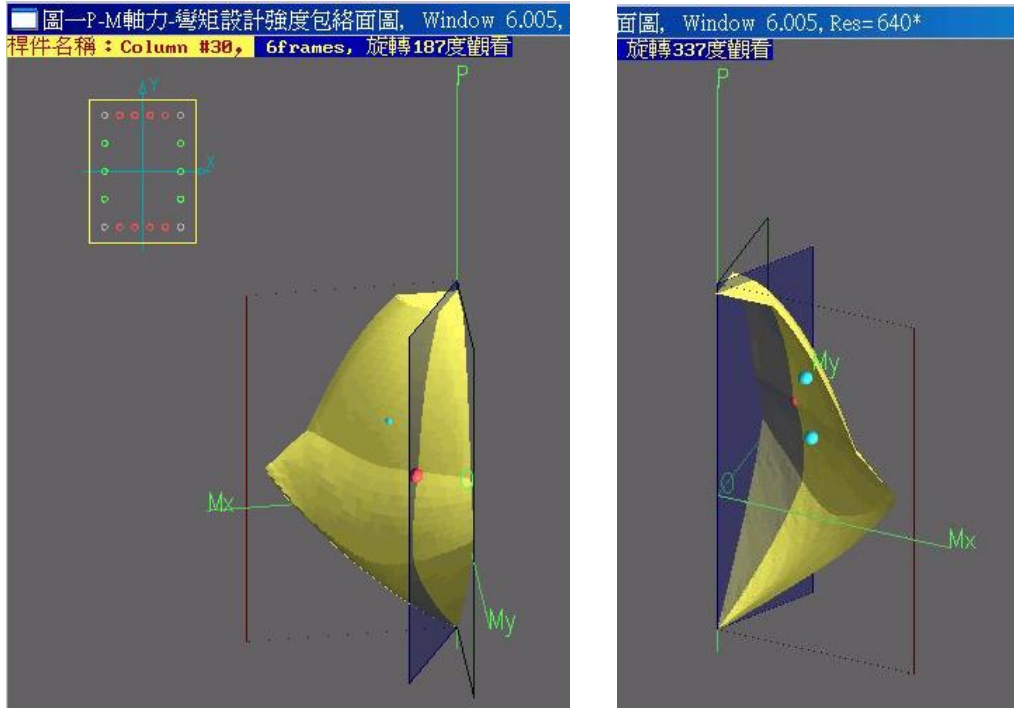 圖一P-M軸力-彎矩設計強度包絡面圖, Window 6.005,
桿件名稱：Column #30, 6frames, 旋轉187度觀看
P
Y
X
Mx
0
My
面圖, Window 6.005, Res=640*
旋轉337度觀看
P
My
0
Mx